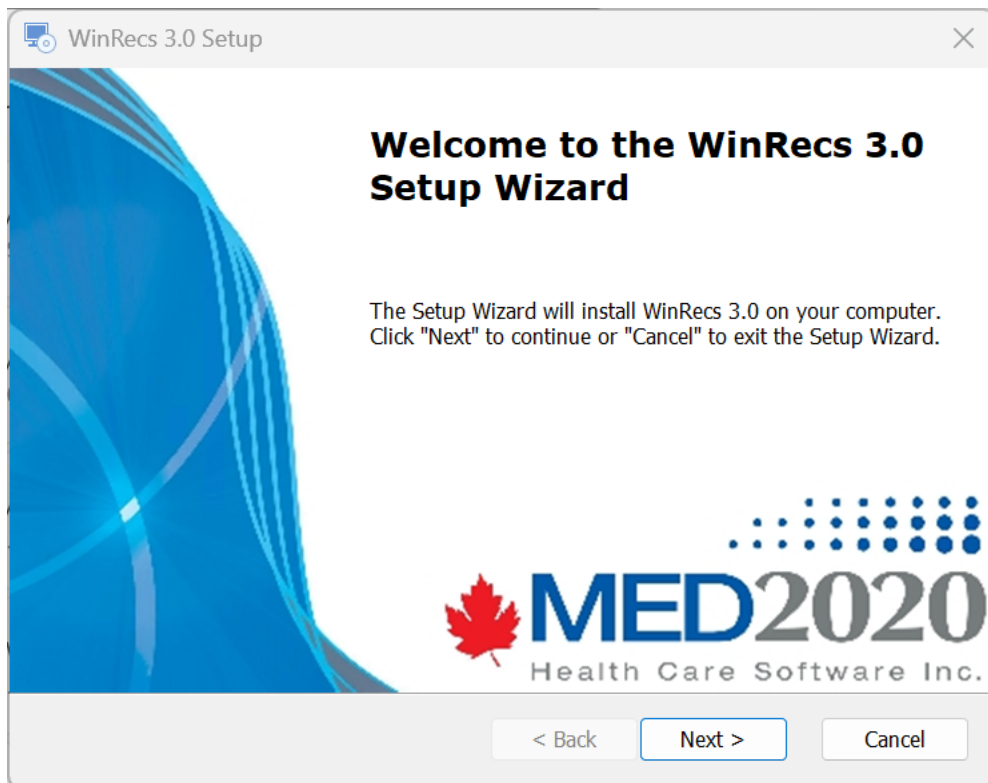 WinRecs 3.0 Setup
Welcome to the WinRecs 3.0
Setup Wizard
The Setup Wizard will install WinRecs 3.0 on your computer.
Click "Next" to continue or "Cancel" to exit the Setup Wizard.
MED2020
Health Care Software Inc.
< Back Next > Cancel